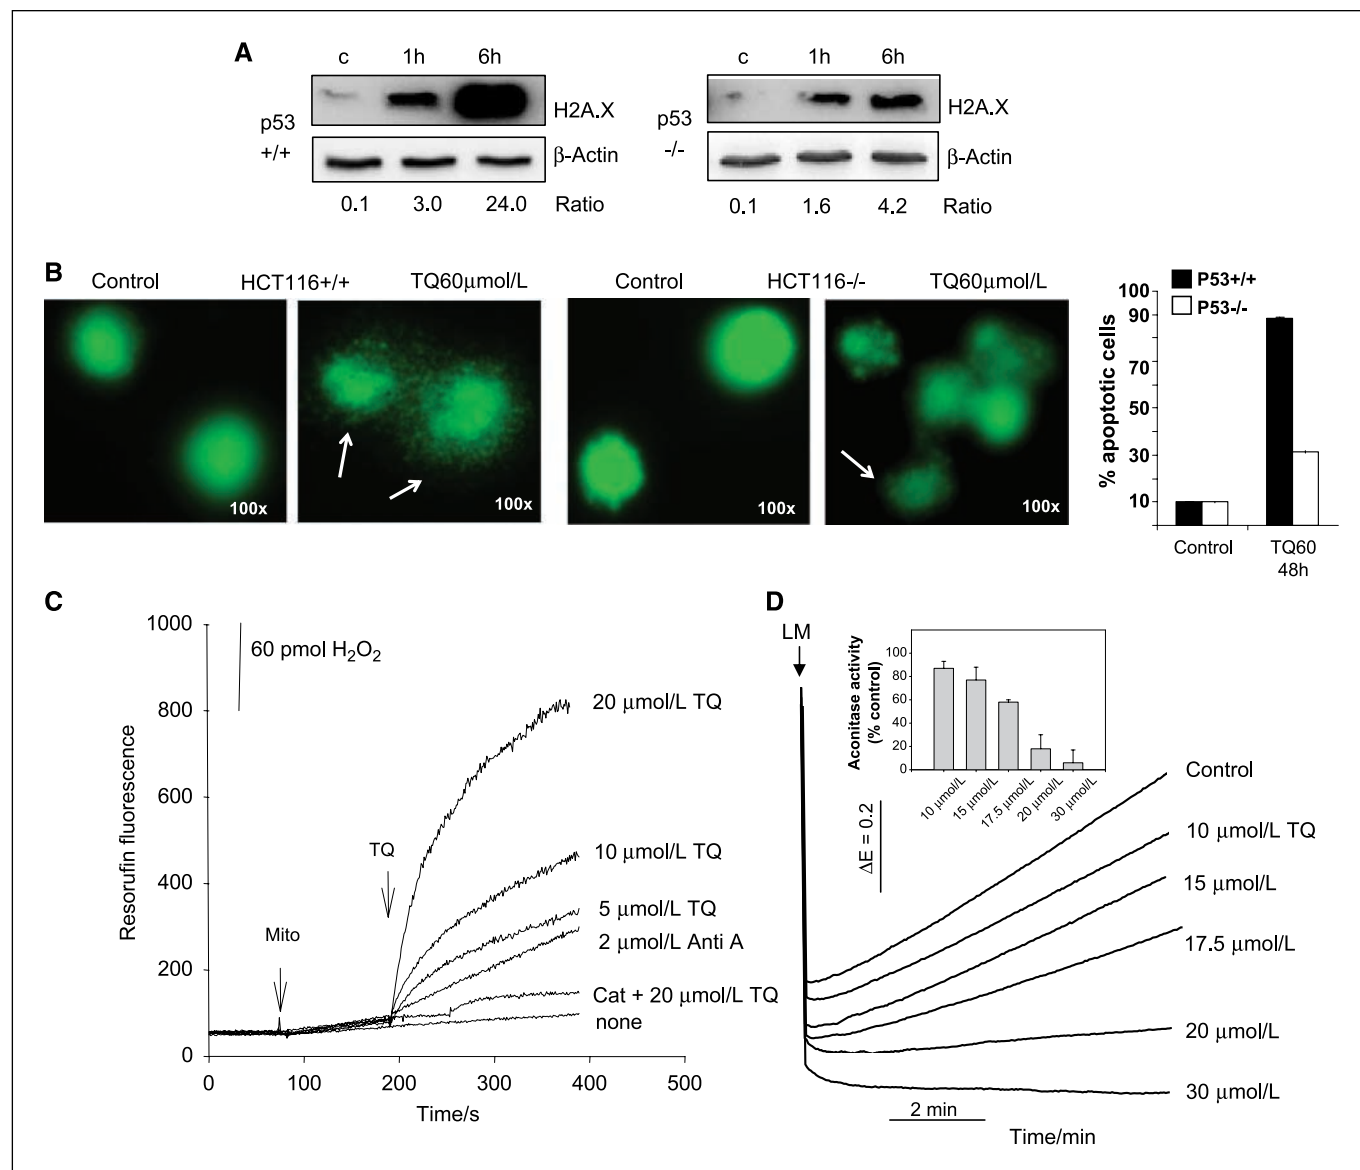 A
c 1h 6h
H2A.X
p53
+/+
β-Actin
0.1 3.0 24.0 Ratio
c 1h 6h
H2A.X
p53
-/-
β-Actin
0.1 1.6 4.2 Ratio
B
Control HCT116+/+ TQ60μmol/L
100x 100x
Control HCT116-/- TQ60μmol/L
100x 100x
P53+/+
P53-/-
% apoptotic cells
100
90
70
50
30
10
Control TQ60
48h
C
Resorufin fluorescence
1000
800
600
400
200
0
60 pmol H₂O₂
Mito
TQ
20 μmol/L TQ
10 μmol/L TQ
5 μmol/L TQ
2 μmol/L Anti A
Cat + 20 μmol/L TQ
none
0 100 200 300 400 500
Time/s
D
LM
Aconitase activity
(% control)
100
80
60
40
20
0
10 μmol/L
15 μmol/L
17.5 μmol/L
20 μmol/L
30 μmol/L
ΔE = 0.2
Control
10 μmol/L TQ
15 μmol/L
17.5 μmol/L
20 μmol/L
30 μmol/L
2 min
Time/min